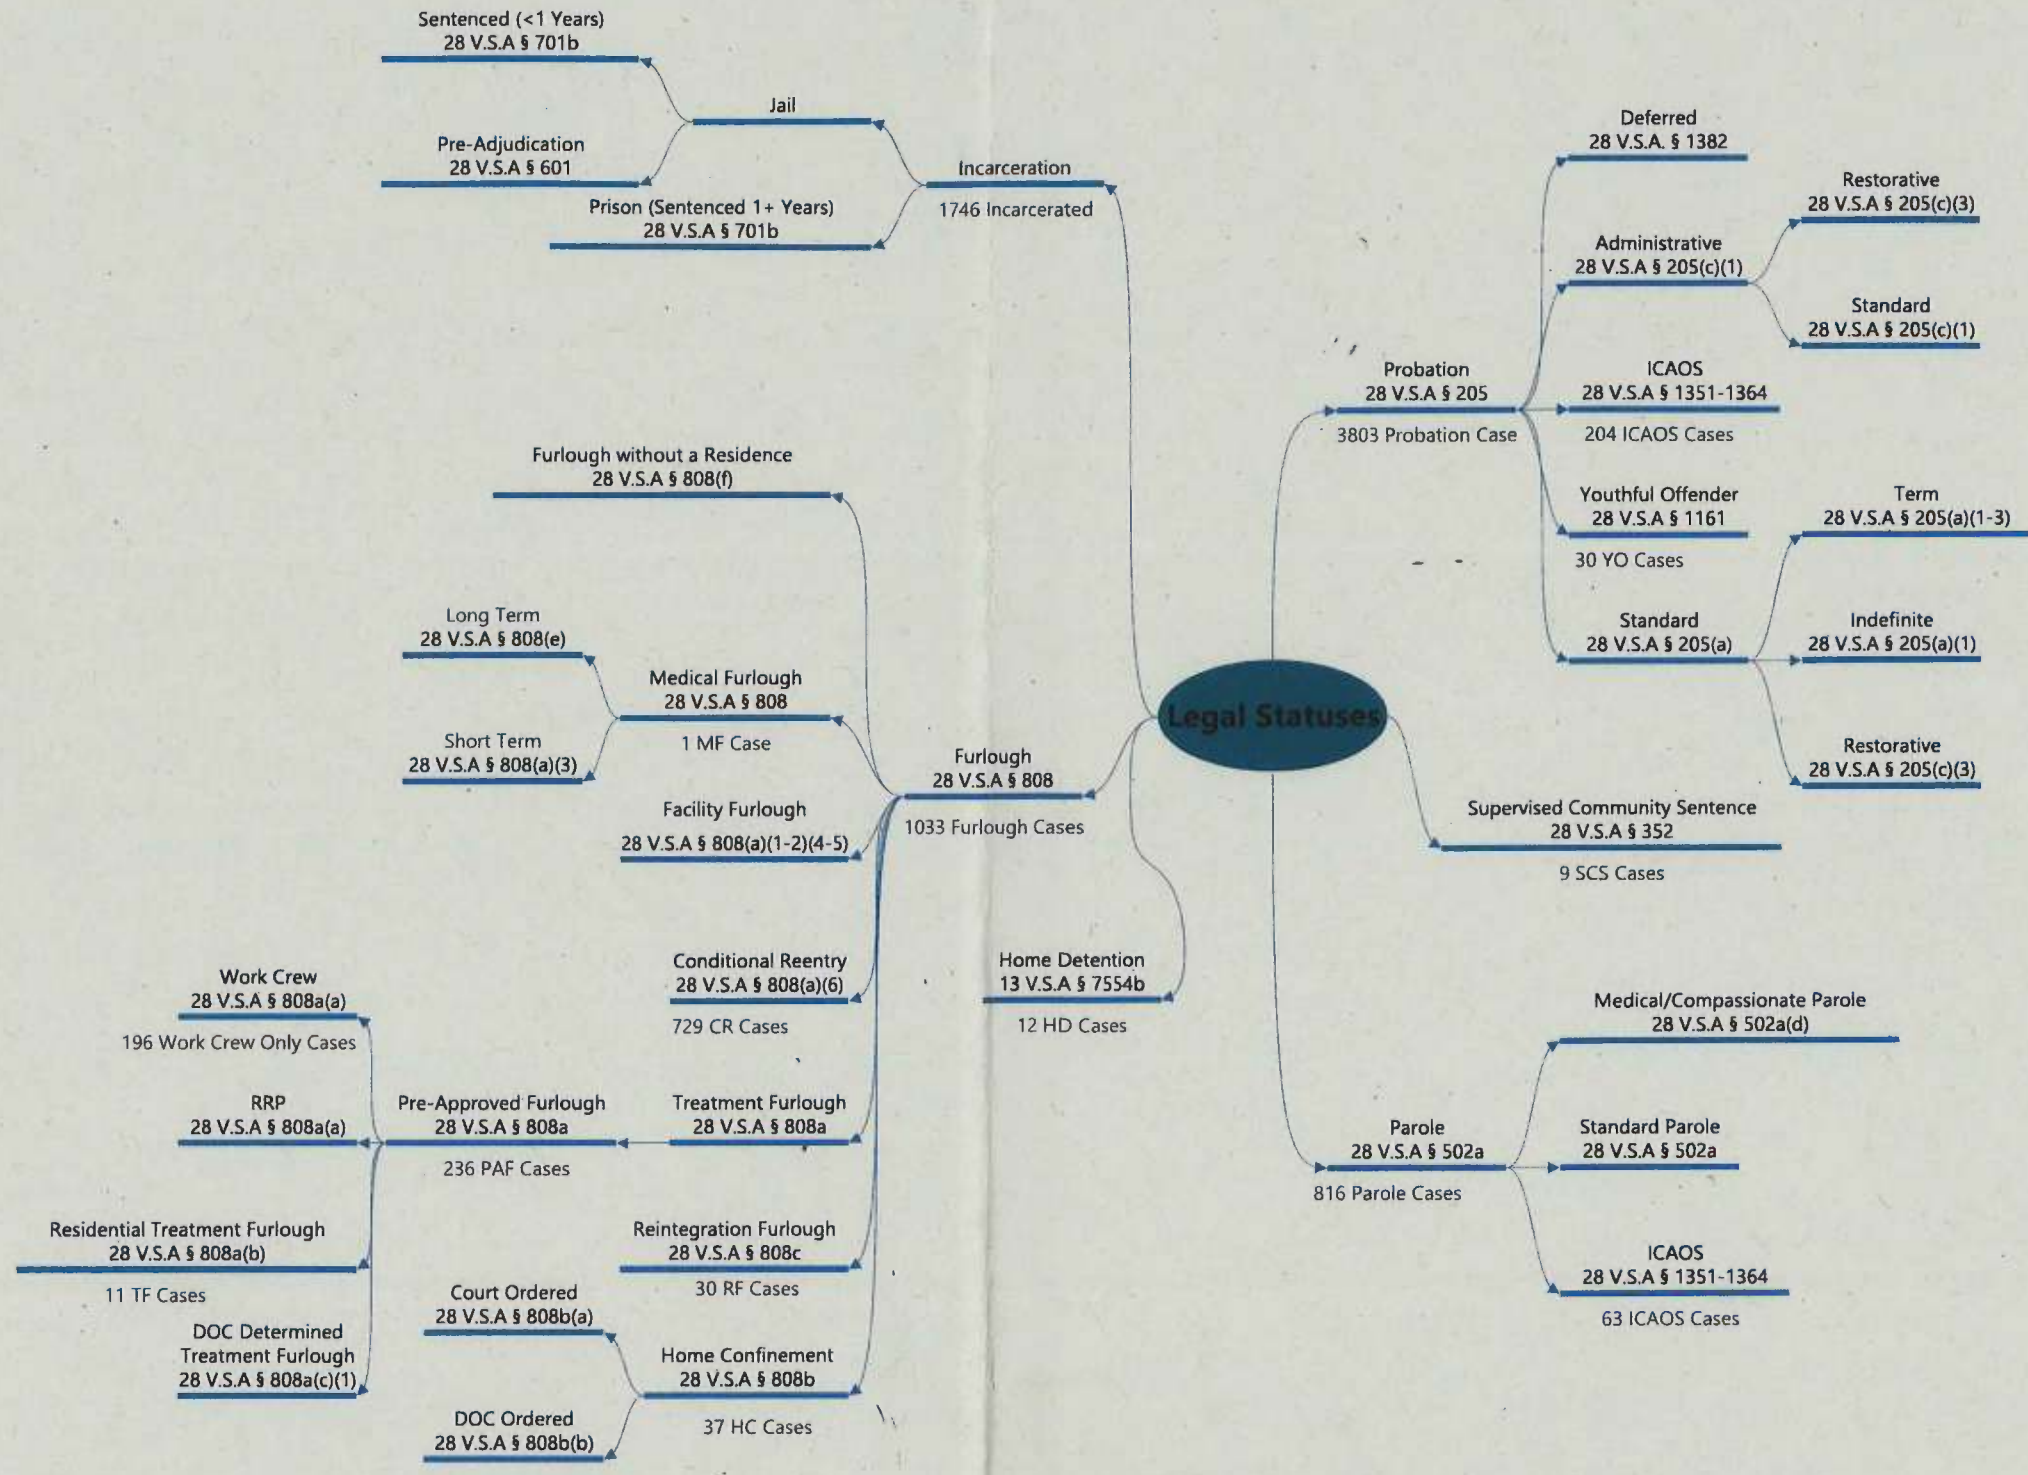 Legal Statuses
Incarceration
1746 Incarcerated
Jail
Sentenced (<1 Years)
28 V.S.A § 701b
Pre-Adjudication
28 V.S.A § 601
Prison (Sentenced 1+ Years)
28 V.S.A § 701b
Furlough
28 V.S.A § 808
1033 Furlough Cases
Furlough without a Residence
28 V.S.A § 808(f)
Medical Furlough
28 V.S.A § 808
1 MF Case
Long Term
28 V.S.A § 808(e)
Short Term
28 V.S.A § 808(a)(3)
Facility Furlough
28 V.S.A § 808(a)(1-2)(4-5)
Conditional Reentry
28 V.S.A § 808(a)(6)
729 CR Cases
Treatment Furlough
28 V.S.A § 808a
Pre-Approved Furlough
28 V.S.A § 808a
236 PAF Cases
Work Crew
28 V.S.A § 808a(a)
196 Work Crew Only Cases
RRP
28 V.S.A § 808a(a)
Residential Treatment Furlough
28 V.S.A § 808a(b)
11 TF Cases
DOC Determined
Treatment Furlough
28 V.S.A § 808a(c)(1)
Reintegration Furlough
28 V.S.A § 808c
30 RF Cases
Home Confinement
28 V.S.A § 808b
37 HC Cases
Court Ordered
28 V.S.A § 808b(a)
DOC Ordered
28 V.S.A § 808b(b)
Home Detention
13 V.S.A § 7554b
12 HD Cases
Probation
28 V.S.A § 205
3803 Probation Case
Deferred
28 V.S.A. § 1382
Administrative
28 V.S.A § 205(c)(1)
Restorative
28 V.S.A § 205(c)(3)
Standard
28 V.S.A § 205(c)(1)
ICAOS
28 V.S.A § 1351-1364
204 ICAOS Cases
Youthful Offender
28 V.S.A § 1161
30 YO Cases
Standard
28 V.S.A § 205(a)
Term
28 V.S.A § 205(a)(1-3)
Indefinite
28 V.S.A § 205(a)(1)
Restorative
28 V.S.A § 205(c)(3)
Supervised Community Sentence
28 V.S.A § 352
9 SCS Cases
Parole
28 V.S.A § 502a
816 Parole Cases
Medical/Compassionate Parole
28 V.S.A § 502a(d)
Standard Parole
28 V.S.A § 502a
ICAOS
28 V.S.A § 1351-1364
63 ICAOS Cases